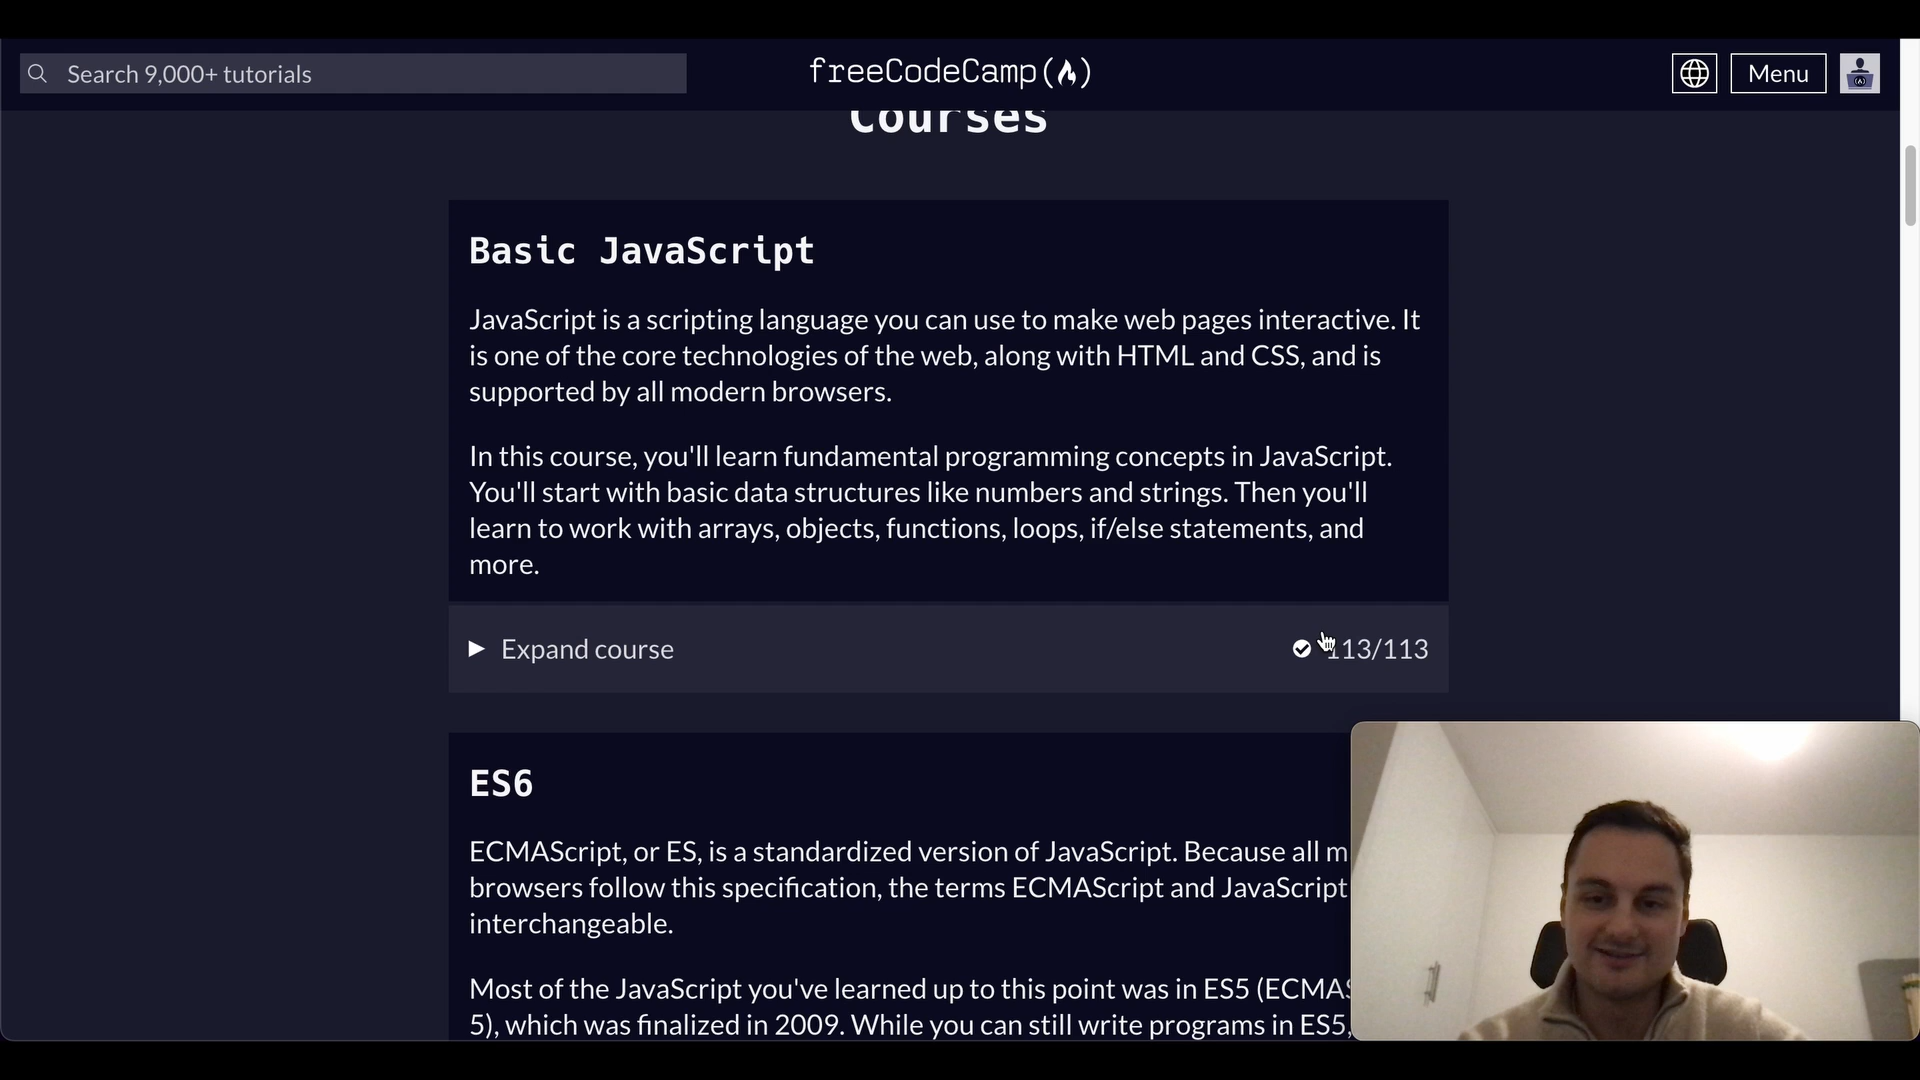 Search 9,000+ tutorials
freeCodeCamp
Menu
Courses
Basic JavaScript
JavaScript is a scripting language you can use to make web pages interactive. It
is one of the core technologies of the web, along with HTML and CSS, and is
supported by all modern browsers.
In this course, you'll learn fundamental programming concepts in JavaScript.
You'll start with basic data structures like numbers and strings. Then you'll
learn to work with arrays, objects, functions, loops, if/else statements, and
more.
Expand course
113/113
ES6
ECMAScript, or ES, is a standardized version of JavaScript. Because all m
browsers follow this specification, the terms ECMAScript and JavaScript
interchangeable.
Most of the JavaScript you've learned up to this point was in ES5 (ECMAS
5), which was finalized in 2009. While you can still write programs in ES5,